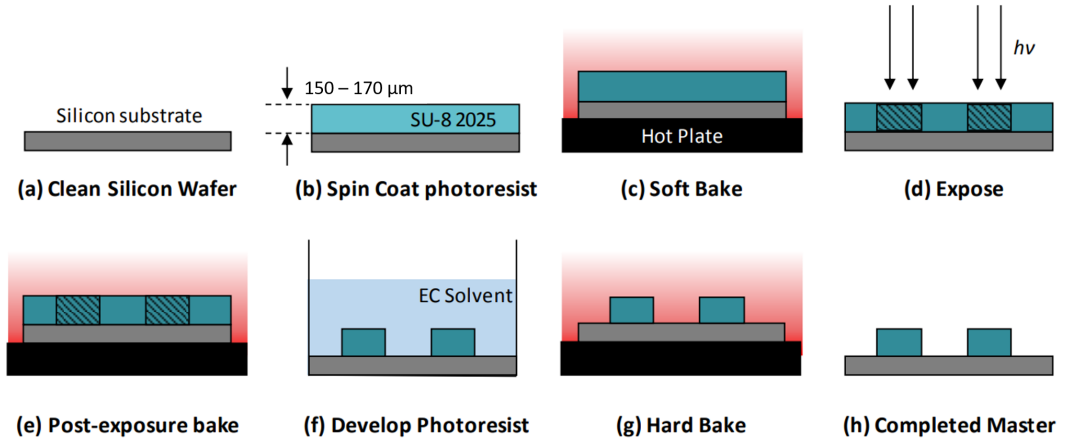 Silicon substrate
(a) Clean Silicon Wafer
150 – 170 μm
SU-8 2025
(b) Spin Coat photoresist
Hot Plate
(c) Soft Bake
hv
(d) Expose
(e) Post-exposure bake
EC Solvent
(f) Develop Photoresist
(g) Hard Bake
(h) Completed Master